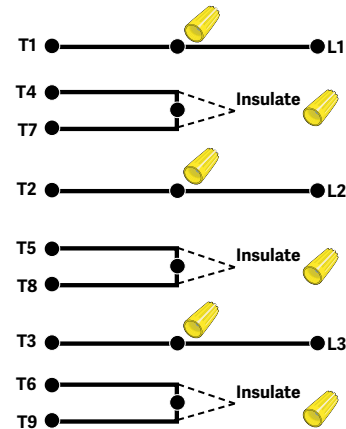 T1 L1
T4
Insulate
T7
T2 L2
T5
Insulate
T8
T3 L3
T6
Insulate
T9